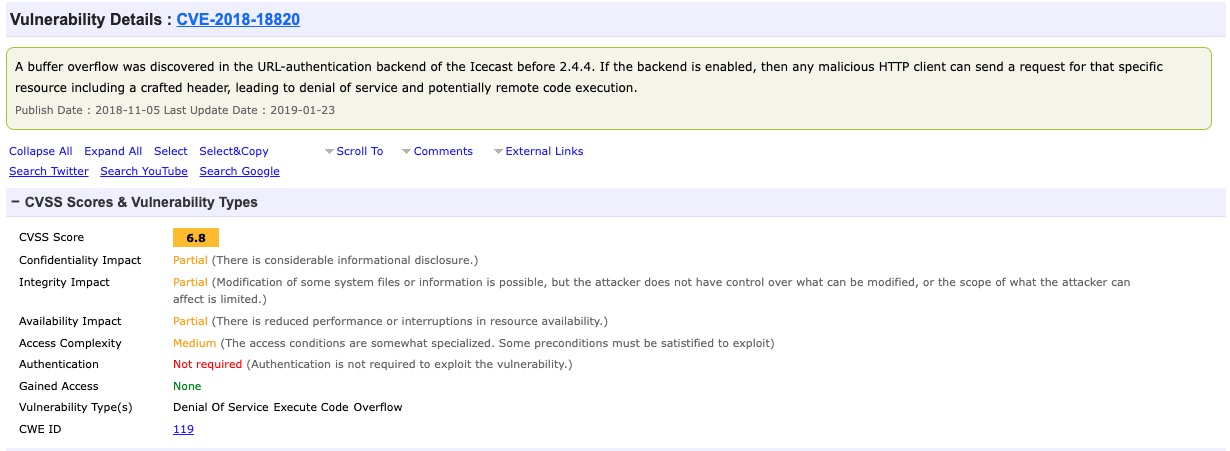 Vulnerability Details : CVE-2018-18820
A buffer overflow was discovered in the URL-authentication backend of the Icecast before 2.4.4. If the backend is enabled, then any malicious HTTP client can send a request for that specific
resource including a crafted header, leading to denial of service and potentially remote code execution.
Publish Date : 2018-11-05 Last Update Date : 2019-01-23
Collapse All Expand All Select Select&Copy Scroll To Comments External Links
Search Twitter Search YouTube Search Google
− CVSS Scores & Vulnerability Types
CVSS Score 6.8
Confidentiality Impact Partial (There is considerable informational disclosure.)
Integrity Impact Partial (Modification of some system files or information is possible, but the attacker does not have control over what can be modified, or the scope of what the attacker can
affect is limited.)
Availability Impact Partial (There is reduced performance or interruptions in resource availability.)
Access Complexity Medium (The access conditions are somewhat specialized. Some preconditions must be satisfied to exploit)
Authentication Not required (Authentication is not required to exploit the vulnerability.)
Gained Access None
Vulnerability Type(s) Denial Of Service Execute Code Overflow
CWE ID 119